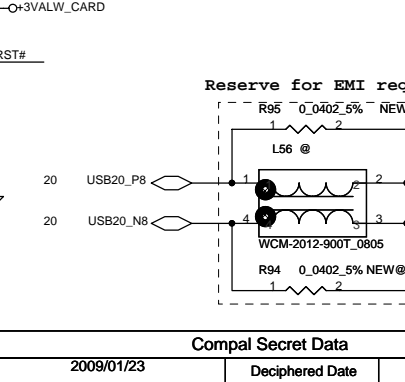 +3VALW_CARD
RST#
Reserve for EMI req
R95 0_0402_5% NEW
1 2
L56 @
20 USB20_P8 1 2 2
20 USB20_N8 4 3 3
WCM-2012-900T_0805
R94 0_0402_5% NEW@
1 2
Compal Secret Data
2009/01/23 Deciphered Date